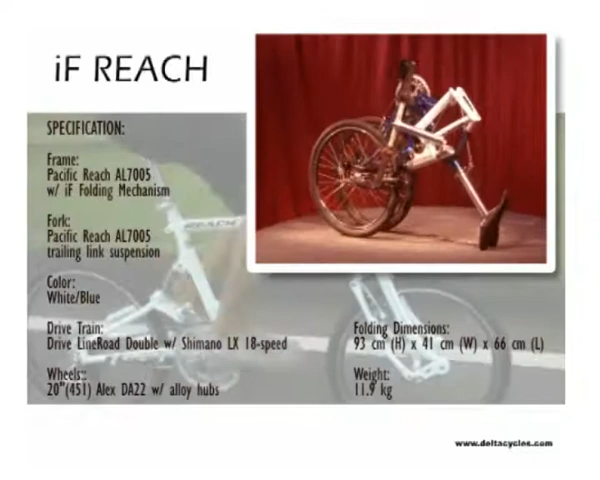 iF REACH
SPECIFICATION:
Frame:
Pacific Reach AL7005
w/ iF Folding Mechanism
Fork:
Pacific Reach AL7005
trailing link suspension
Color:
White/Blue
Drive Train:
Drive LineRoad Double w/ Shimano LX 18-speed
Wheels::
20"(451) Alex DA22 w/ alloy hubs
REACH
Folding Dimensions:
93 cm (H) x 41 cm (W) x 66 cm (L)
Weight:
11.9 kg
www.deltacycles.com